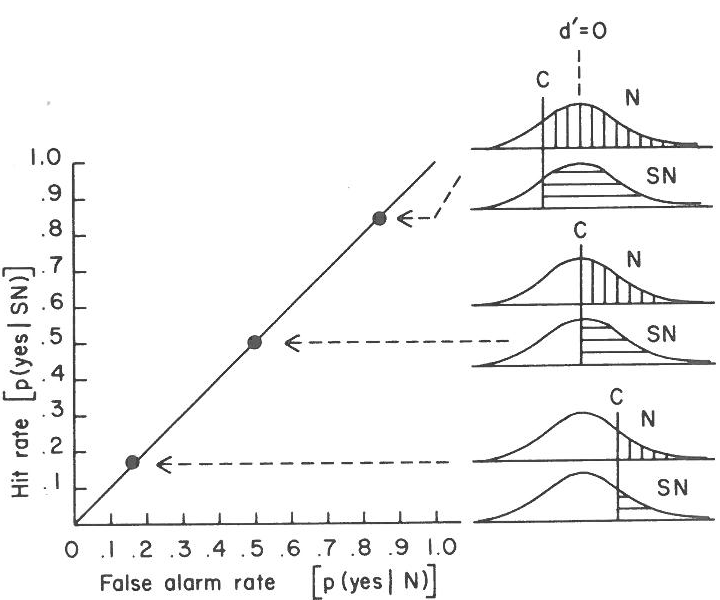 d'=0
C
N
SN
C
N
SN
C
N
SN
1.0
.9
.8
.7
.6
.5
.4
.3
.2
.1
Hit rate [p(yes|SN)]
0 .1 .2 .3 .4 .5 .6 .7 .8 .9 1.0
False alarm rate [p(yes|N)]